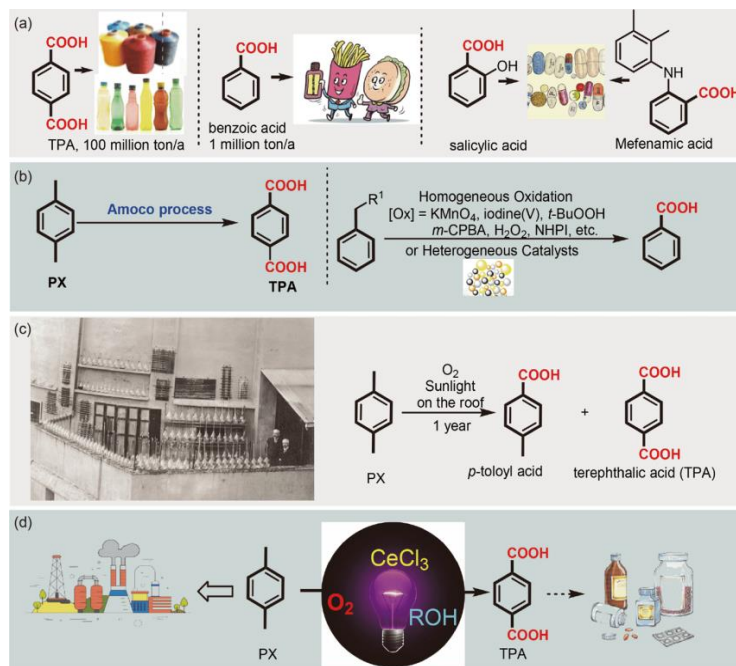 (a)
COOH
COOH
TPA, 100 million ton/a
COOH
benzoic acid
1 million ton/a
COOH
OH
salicylic acid
NH
COOH
Mefenamic acid
(b)
PX
Amoco process
COOH
COOH
TPA
R¹
Homogeneous Oxidation
[Ox] = KMnO₄, iodine(V), t-BuOOH
m-CPBA, H₂O₂, NHPI, etc.
or Heterogeneous Catalysts
COOH
(c)
PX
O₂
Sunlight
on the roof
1 year
COOH
p-toloyl acid
+
COOH
COOH
terephthalic acid (TPA)
(d)
PX
CeCl₃
O₂
ROH
COOH
COOH
TPA